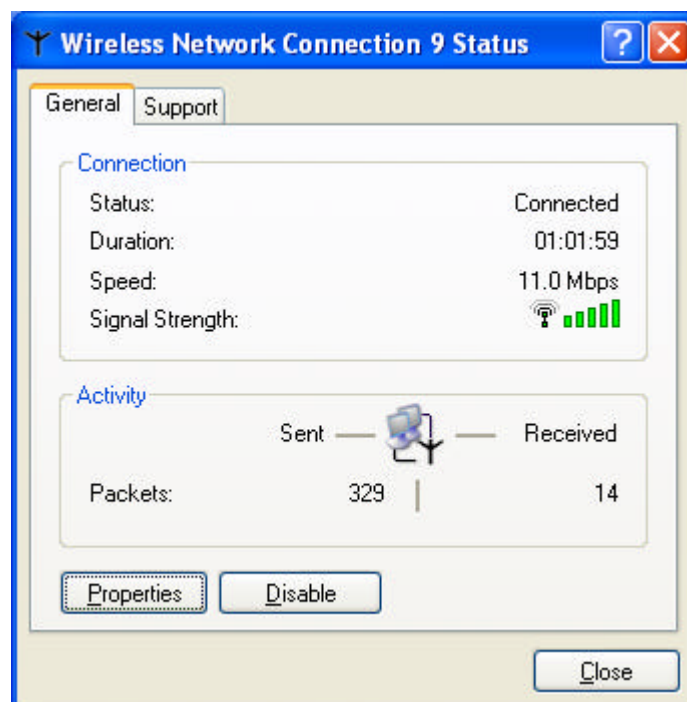 Wireless Network Connection 9 Status
General Support
Connection
Status: Connected
Duration: 01:01:59
Speed: 11.0 Mbps
Signal Strength:
Activity
Sent Received
Packets: 329 14
Properties Disable
Close